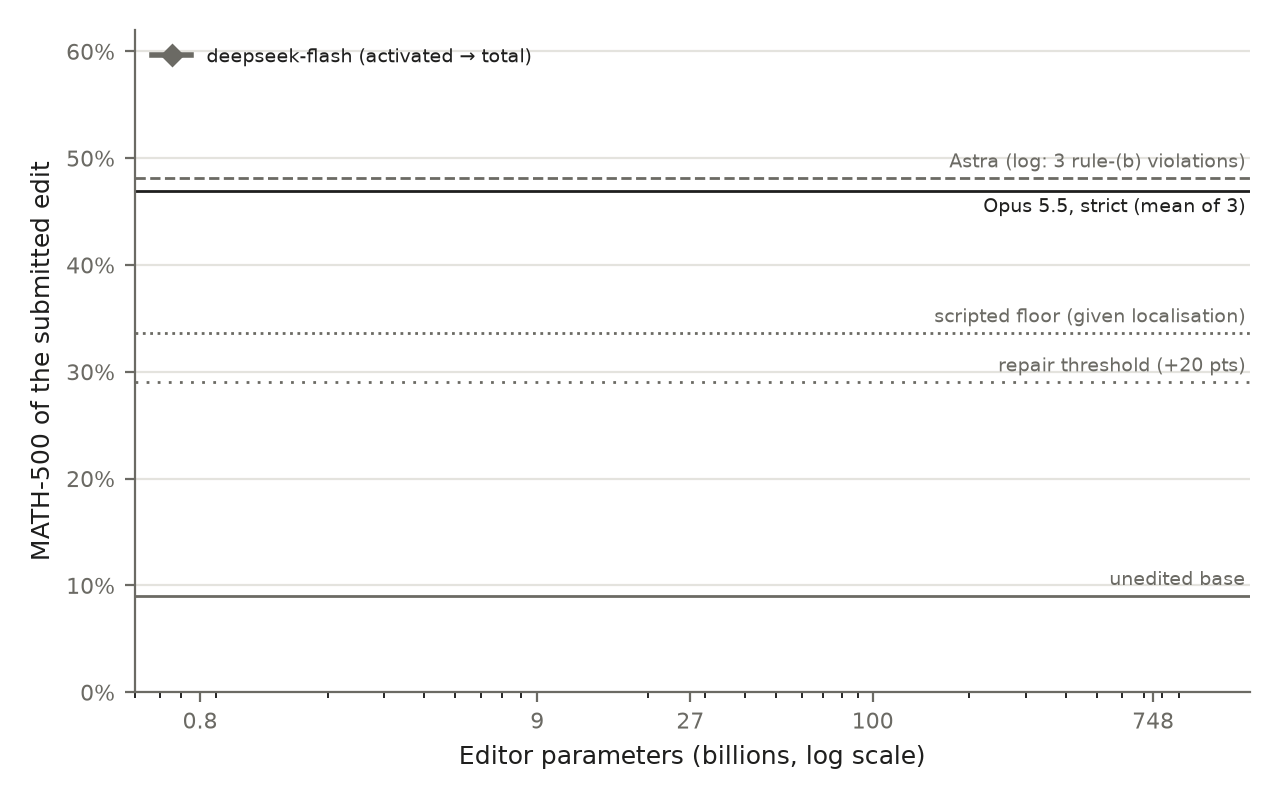 60%
deepseek-flash (activated → total)
50%
Astra (log: 3 rule-(b) violations)
Opus 5.5, strict (mean of 3)
40%
scripted floor (given localisation)
30%
repair threshold (+20 pts)
20%
10%
unedited base
0%
MATH-500 of the submitted edit
0.8 9 27 100 748
Editor parameters (billions, log scale)